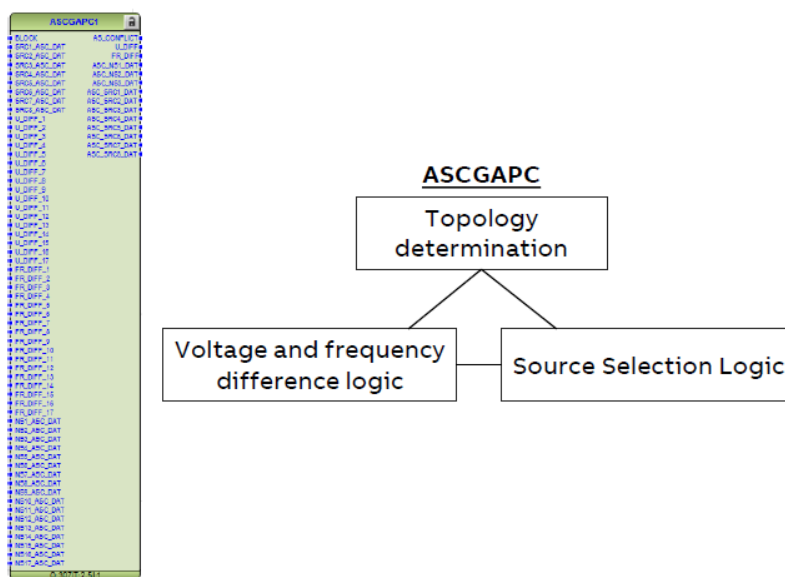 ASCGAPC1
BLOCK
SRC1_ASC_DAT
SRC2_ASC_DAT
SRC3_ASC_DAT
SRC4_ASC_DAT
SRC5_ASC_DAT
SRC6_ASC_DAT
SRC7_ASC_DAT
SRC8_ASC_DAT
U_DIFF_1
U_DIFF_2
U_DIFF_3
U_DIFF_4
U_DIFF_5
U_DIFF_6
U_DIFF_7
U_DIFF_8
U_DIFF_9
U_DIFF_10
U_DIFF_11
U_DIFF_12
U_DIFF_13
U_DIFF_14
U_DIFF_15
U_DIFF_16
U_DIFF_17
FR_DIFF_1
FR_DIFF_2
FR_DIFF_3
FR_DIFF_4
FR_DIFF_5
FR_DIFF_6
FR_DIFF_7
FR_DIFF_8
FR_DIFF_9
FR_DIFF_10
FR_DIFF_11
FR_DIFF_12
FR_DIFF_13
FR_DIFF_14
FR_DIFF_15
FR_DIFF_16
FR_DIFF_17
NS1_ASC_DAT
NS2_ASC_DAT
NS3_ASC_DAT
NS4_ASC_DAT
NS5_ASC_DAT
NS6_ASC_DAT
NS7_ASC_DAT
NS8_ASC_DAT
NS9_ASC_DAT
NS10_ASC_DAT
NS11_ASC_DAT
NS12_ASC_DAT
NS13_ASC_DAT
NS14_ASC_DAT
NS15_ASC_DAT
NS16_ASC_DAT
NS17_ASC_DAT
AS_CONFLICT
U_DIFF
FR_DIFF
ASC_NS1_DAT
ASC_NS2_DAT
ASC_NS3_DAT
ASC_SRC1_DAT
ASC_SRC2_DAT
ASC_SRC3_DAT
ASC_SRC4_DAT
ASC_SRC5_DAT
ASC_SRC6_DAT
ASC_SRC7_DAT
ASC_SRC8_DAT
ASCGAPC
Topology
determination
Voltage and frequency
difference logic
Source Selection Logic